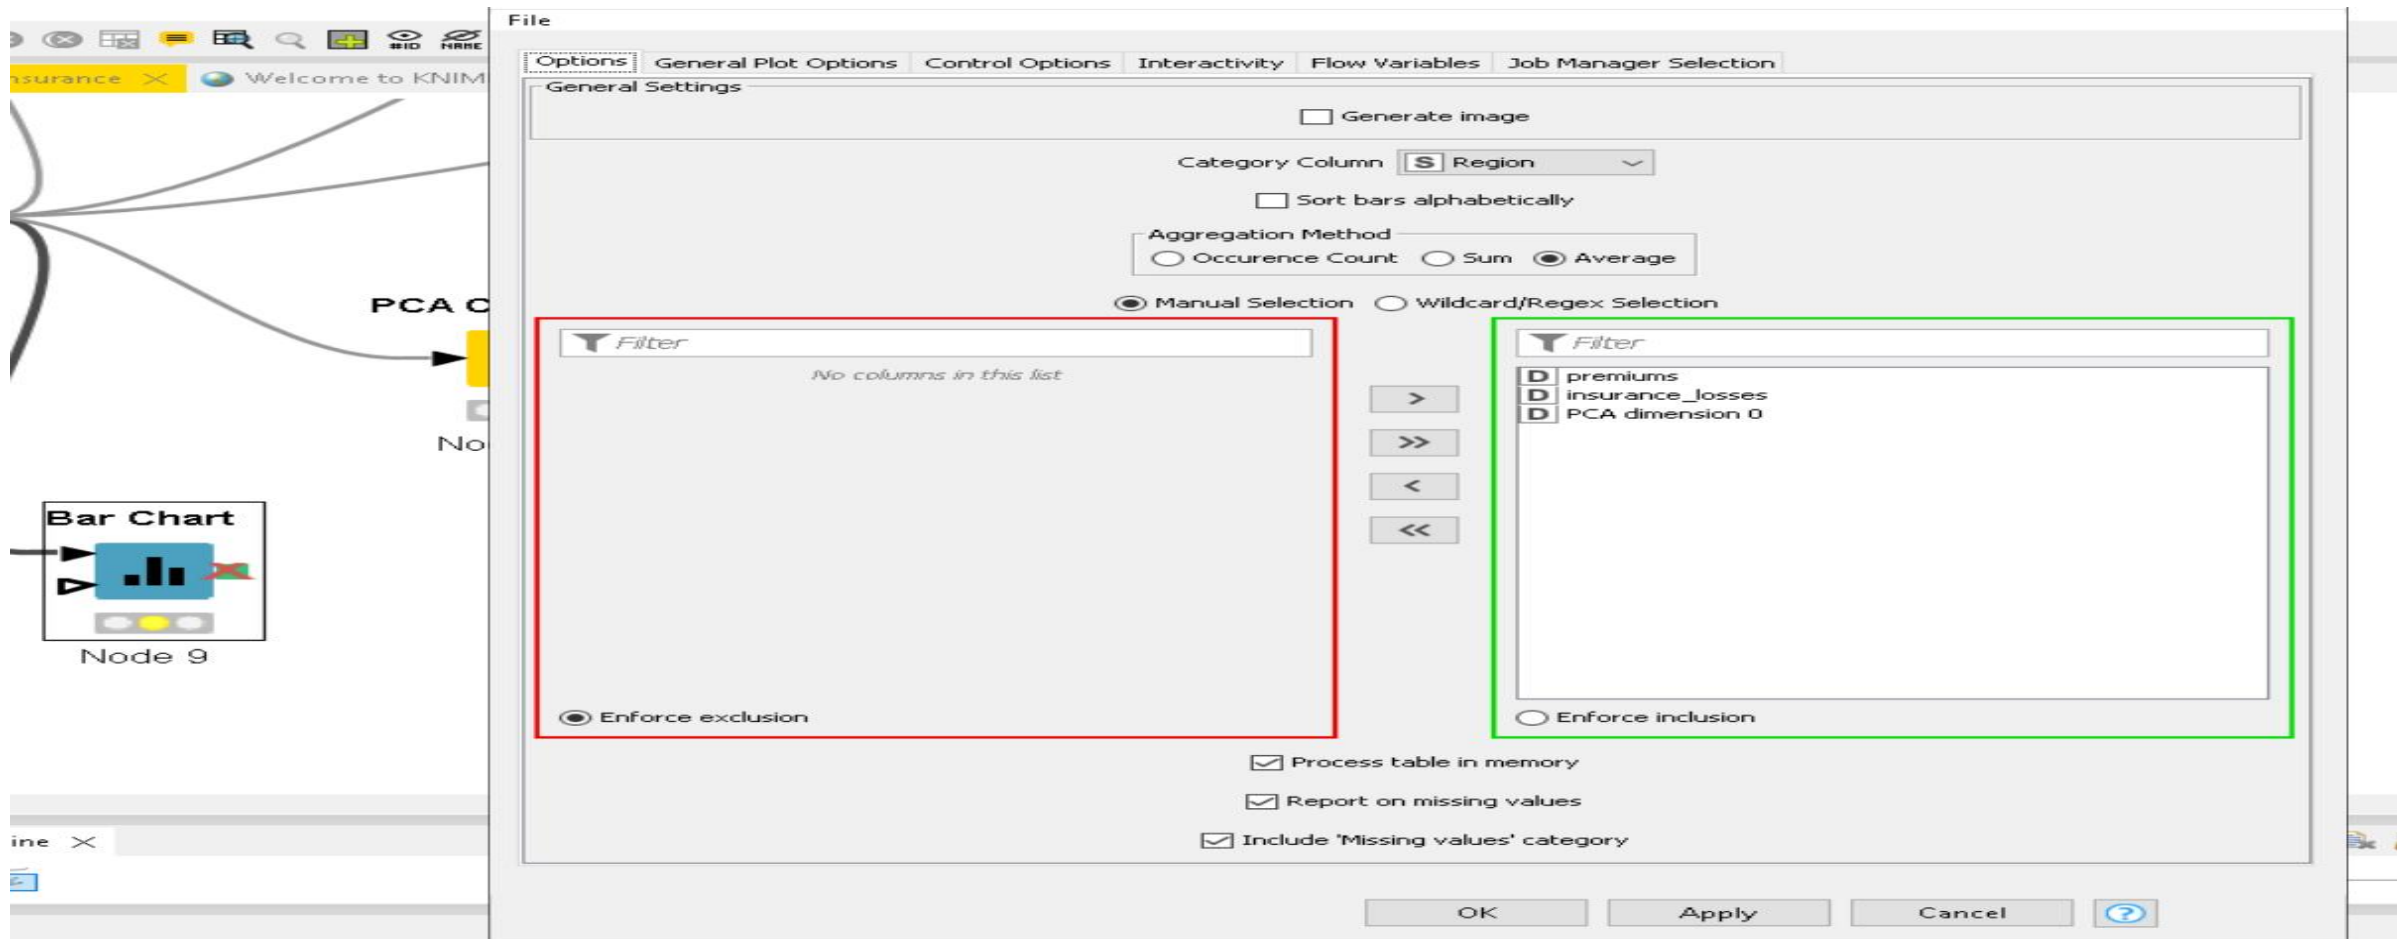 File
#ID NAME
nsurance Welcome to KNIM
Options General Plot Options Control Options Interactivity Flow Variables Job Manager Selection
General Settings
Generate image
Category Column S Region
Sort bars alphabetically
Aggregation Method
Occurence Count Sum Average
Manual Selection Wildcard/Regex Selection
PCA C
No
Filter
No columns in this list
Enforce exclusion
>
>>
<
<<
Filter
D premiums
D insurance_losses
D PCA dimension 0
Enforce inclusion
Bar Chart
Node 9
Process table in memory
Report on missing values
Include 'Missing values' category
ine
OK Apply Cancel ?